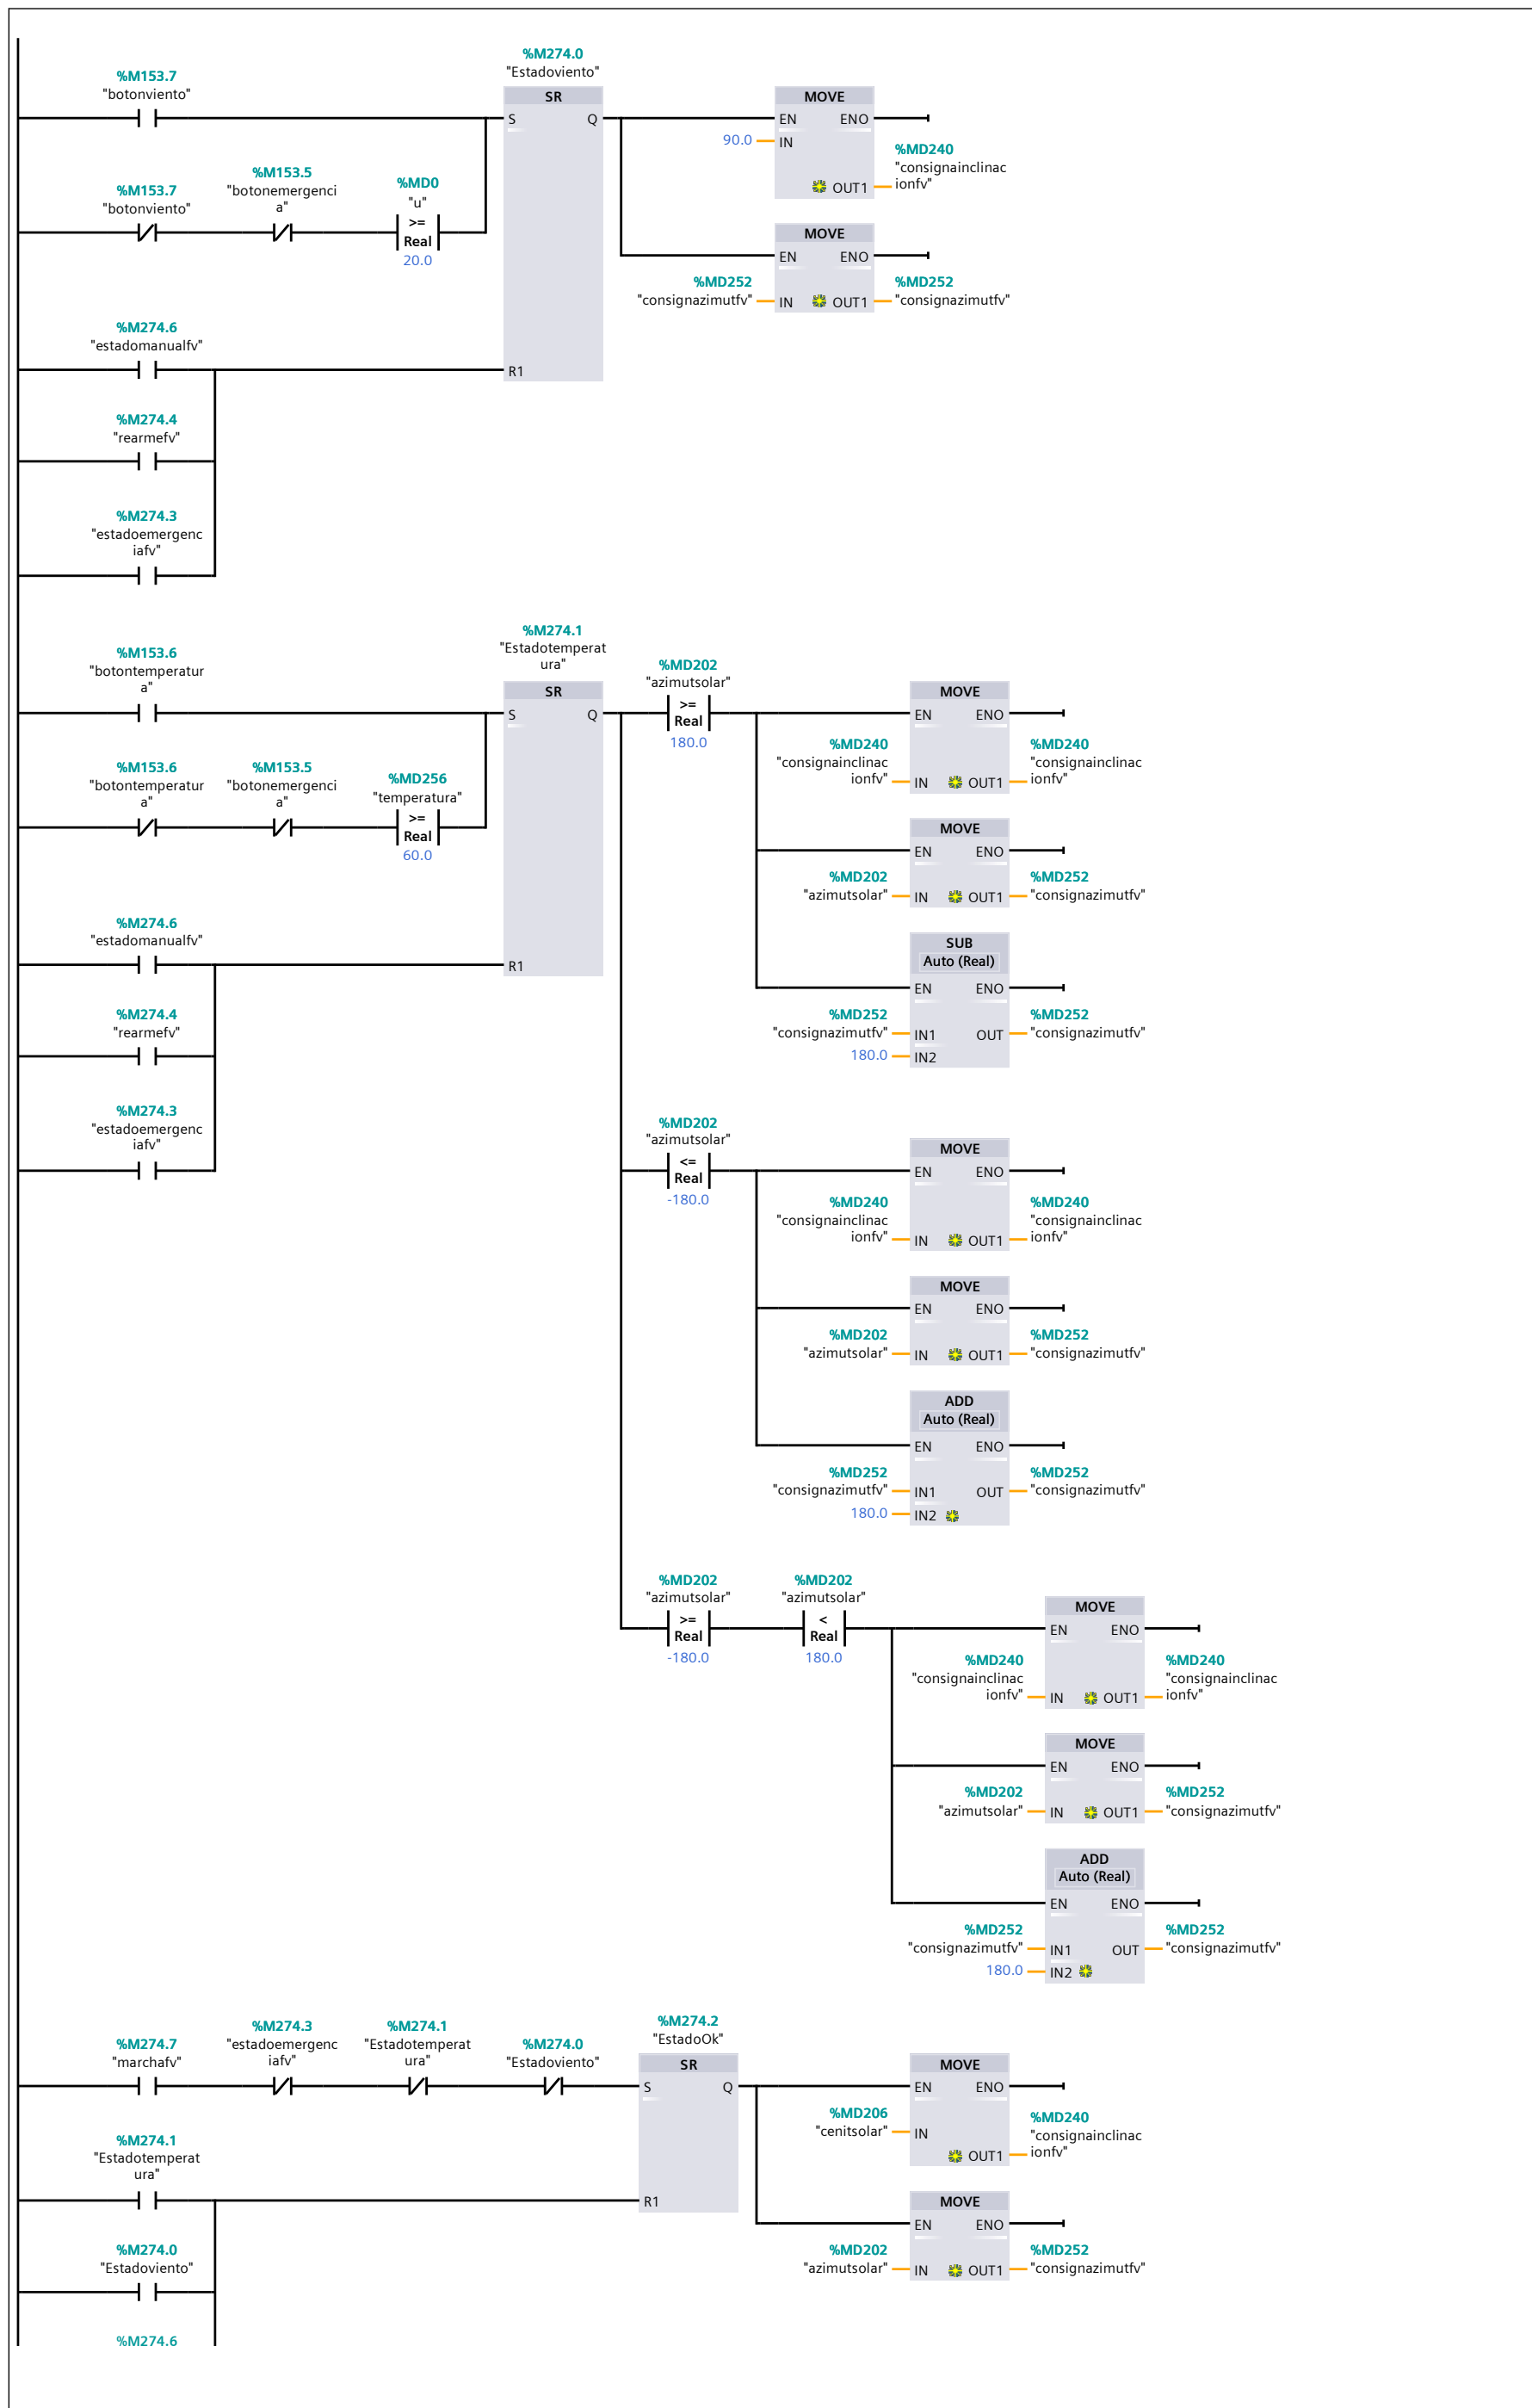 %M274.0
"Estadoviento"
%M153.7
"botonviento"
SR
S
Q
MOVE
EN
ENO
90.0
IN
%MD240
"consignainclinac
ionfv"
OUT1
%M153.7
"botonviento"
%M153.5
"botonemergenci
a"
%MD0
"u"
>=
Real
20.0
MOVE
EN
ENO
%MD252
"consignazimutfv"
IN
OUT1
%MD252
"consignazimutfv"
%M274.6
"estadomanualfv"
R1
%M274.4
"rearmefv"
%M274.3
"estadoemergenc
iafv"
%M274.1
"Estadotemperat
ura"
%M153.6
"botontemperatur
a"
SR
S
Q
%MD202
"azimutsolar"
>=
Real
180.0
MOVE
EN
ENO
%MD240
"consignainclinac
ionfv"
IN
OUT1
%MD240
"consignainclinac
ionfv"
%M153.6
"botontemperatur
a"
%M153.5
"botonemergenci
a"
%MD256
"temperatura"
>=
Real
60.0
MOVE
EN
ENO
%MD202
"azimutsolar"
IN
OUT1
%MD252
"consignazimutfv"
%M274.6
"estadomanualfv"
R1
SUB
Auto (Real)
EN
ENO
%MD252
"consignazimutfv"
IN1
OUT
%MD252
"consignazimutfv"
180.0
IN2
%M274.4
"rearmefv"
%M274.3
"estadoemergenc
iafv"
%MD202
"azimutsolar"
<=
Real
-180.0
MOVE
EN
ENO
%MD240
"consignainclinac
ionfv"
IN
OUT1
%MD240
"consignainclinac
ionfv"
MOVE
EN
ENO
%MD202
"azimutsolar"
IN
OUT1
%MD252
"consignazimutfv"
ADD
Auto (Real)
EN
ENO
%MD252
"consignazimutfv"
IN1
OUT
%MD252
"consignazimutfv"
180.0
IN2
%MD202
"azimutsolar"
>=
Real
-180.0
%MD202
"azimutsolar"
<
Real
180.0
MOVE
EN
ENO
%MD240
"consignainclinac
ionfv"
IN
OUT1
%MD240
"consignainclinac
ionfv"
MOVE
EN
ENO
%MD202
"azimutsolar"
IN
OUT1
%MD252
"consignazimutfv"
ADD
Auto (Real)
EN
ENO
%MD252
"consignazimutfv"
IN1
OUT
%MD252
"consignazimutfv"
180.0
IN2
%M274.7
"marchafv"
%M274.3
"estadoemergenc
iafv"
%M274.1
"Estadotemperat
ura"
%M274.0
"Estadoviento"
%M274.2
"EstadoOk"
SR
S
Q
MOVE
EN
ENO
%MD206
"cenitsolar"
IN
%MD240
"consignainclinac
ionfv"
OUT1
%M274.1
"Estadotemperat
ura"
R1
MOVE
EN
ENO
%MD202
"azimutsolar"
IN
OUT1
%MD252
"consignazimutfv"
%M274.0
"Estadoviento"
%M274.6